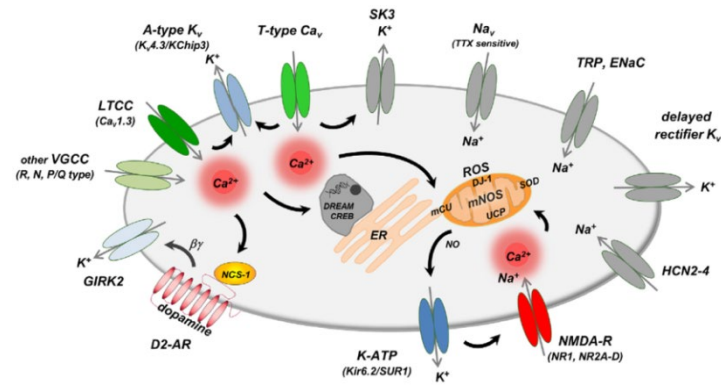 A-type Kv
(Kv4.3/KChip3)
K+
T-type Cav
SK3
K+
Nav
(TTX sensitive)
Na+
TRP, ENaC
Na+
delayed
rectifier Kv
K+
LTCC
(Cav1.3)
other VGCC
(R, N, P/Q type)
Ca2+
Ca2+
DREAM
CREB
ER
ROS
DJ-1
SOD
mCU
mNOS
UCP
NO
Ca2+
Na+
Na+
HCN2-4
K+
GIRK2
βγ
NCS-1
dopamine
D2-AR
K-ATP
(Kir6.2/SUR1)
K+
NMDA-R
(NR1, NR2A-D)